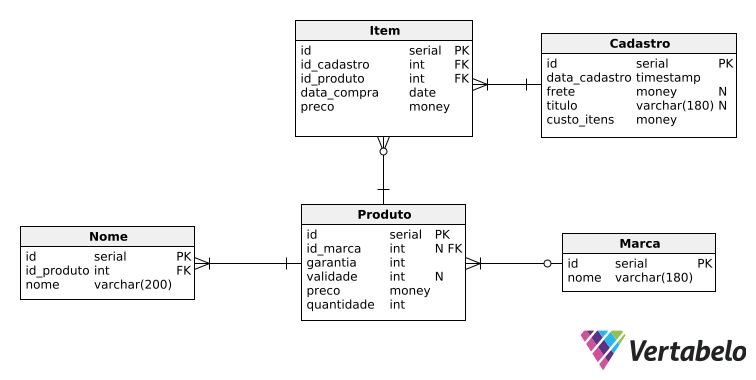 Item
id serial PK
id_cadastro int FK
id_produto int FK
data_compra date
preco money
Cadastro
id serial PK
data_cadastro timestamp
frete money N
titulo varchar(180) N
custo_itens money
Nome
id serial PK
id_produto int FK
nome varchar(200)
Produto
id serial PK
id_marca int N FK
garantia int
validade int N
preco money
quantidade int
Marca
id serial PK
nome varchar(180)
Vertabelo